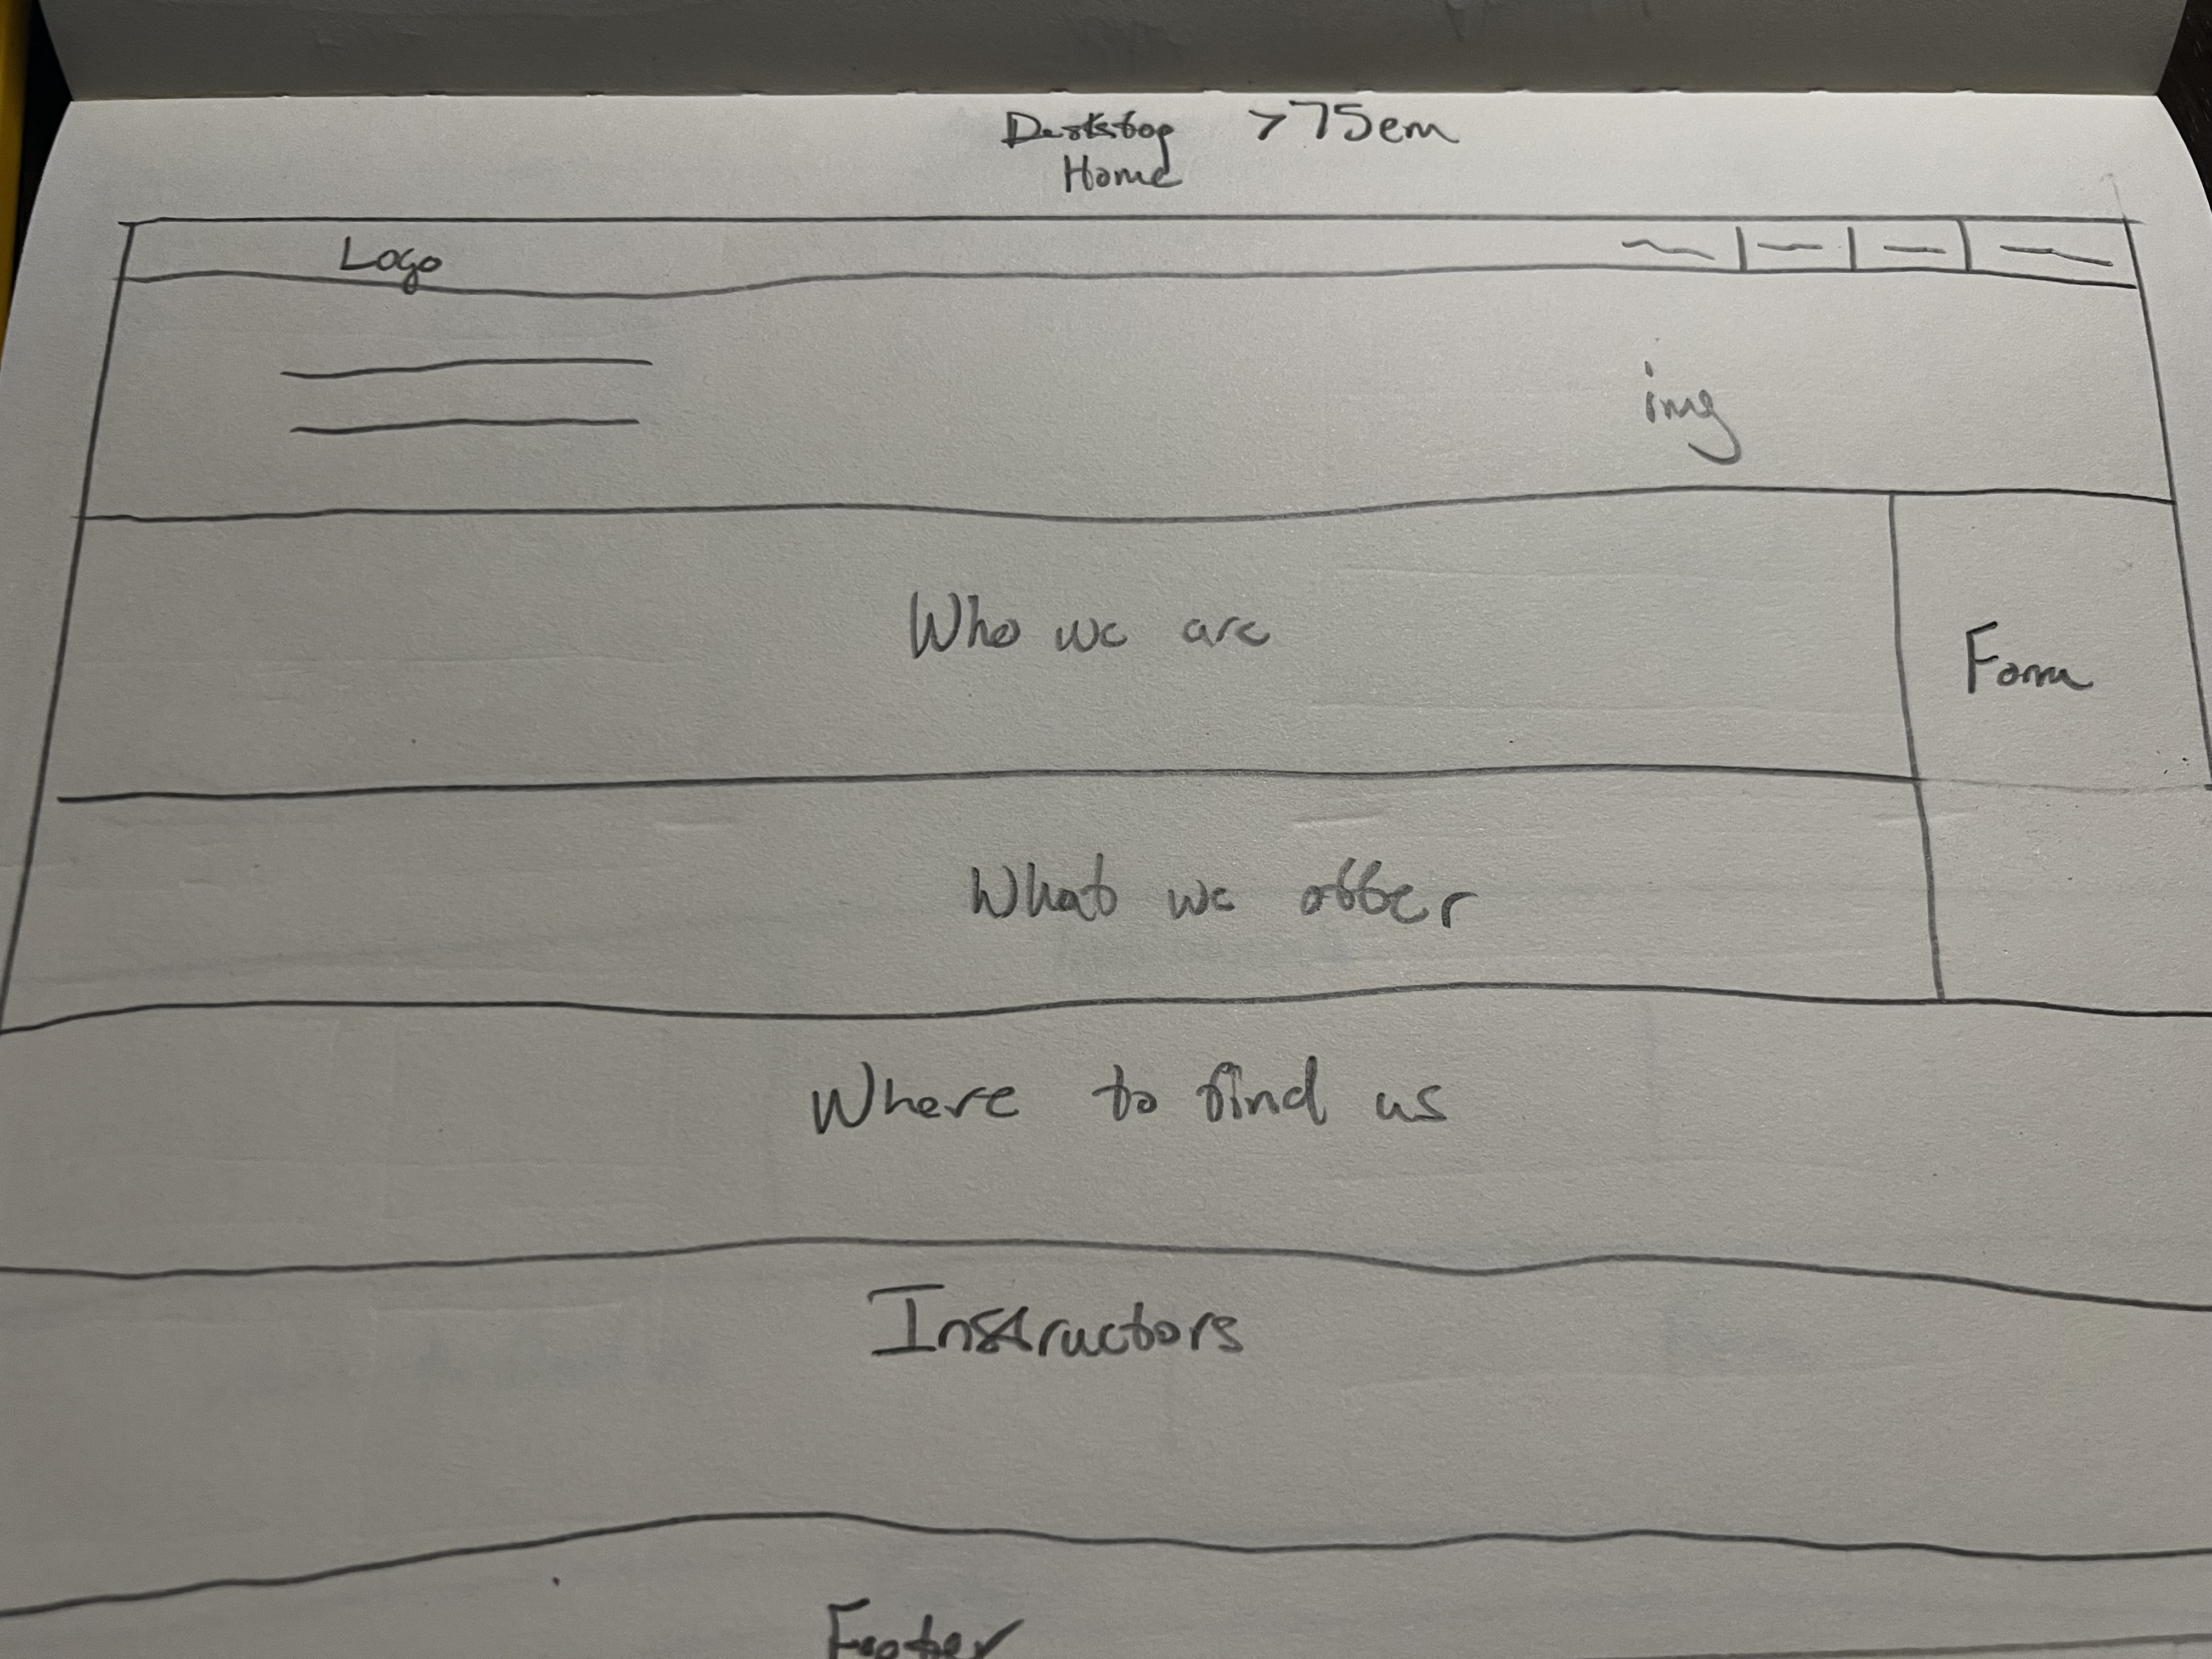 Desktop >75em
Home
Logo
img
Who we are
Form
What we offer
Where to find us
Instructors
Footer